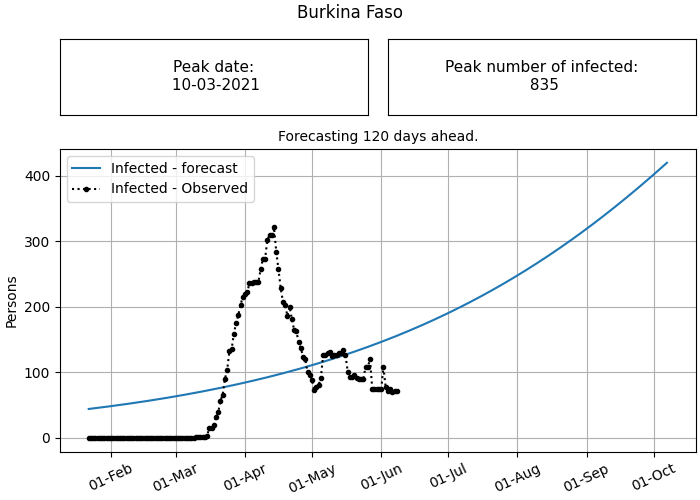 Burkina Faso
Peak date:
10-03-2021
Peak number of infected:
835
Forecasting 120 days ahead.
Infected - forecast
Infected - Observed
Persons
400
300
200
100
0
01-Feb
01-Mar
01-Apr
01-May
01-Jun
01-Jul
01-Aug
01-Sep
01-Oct